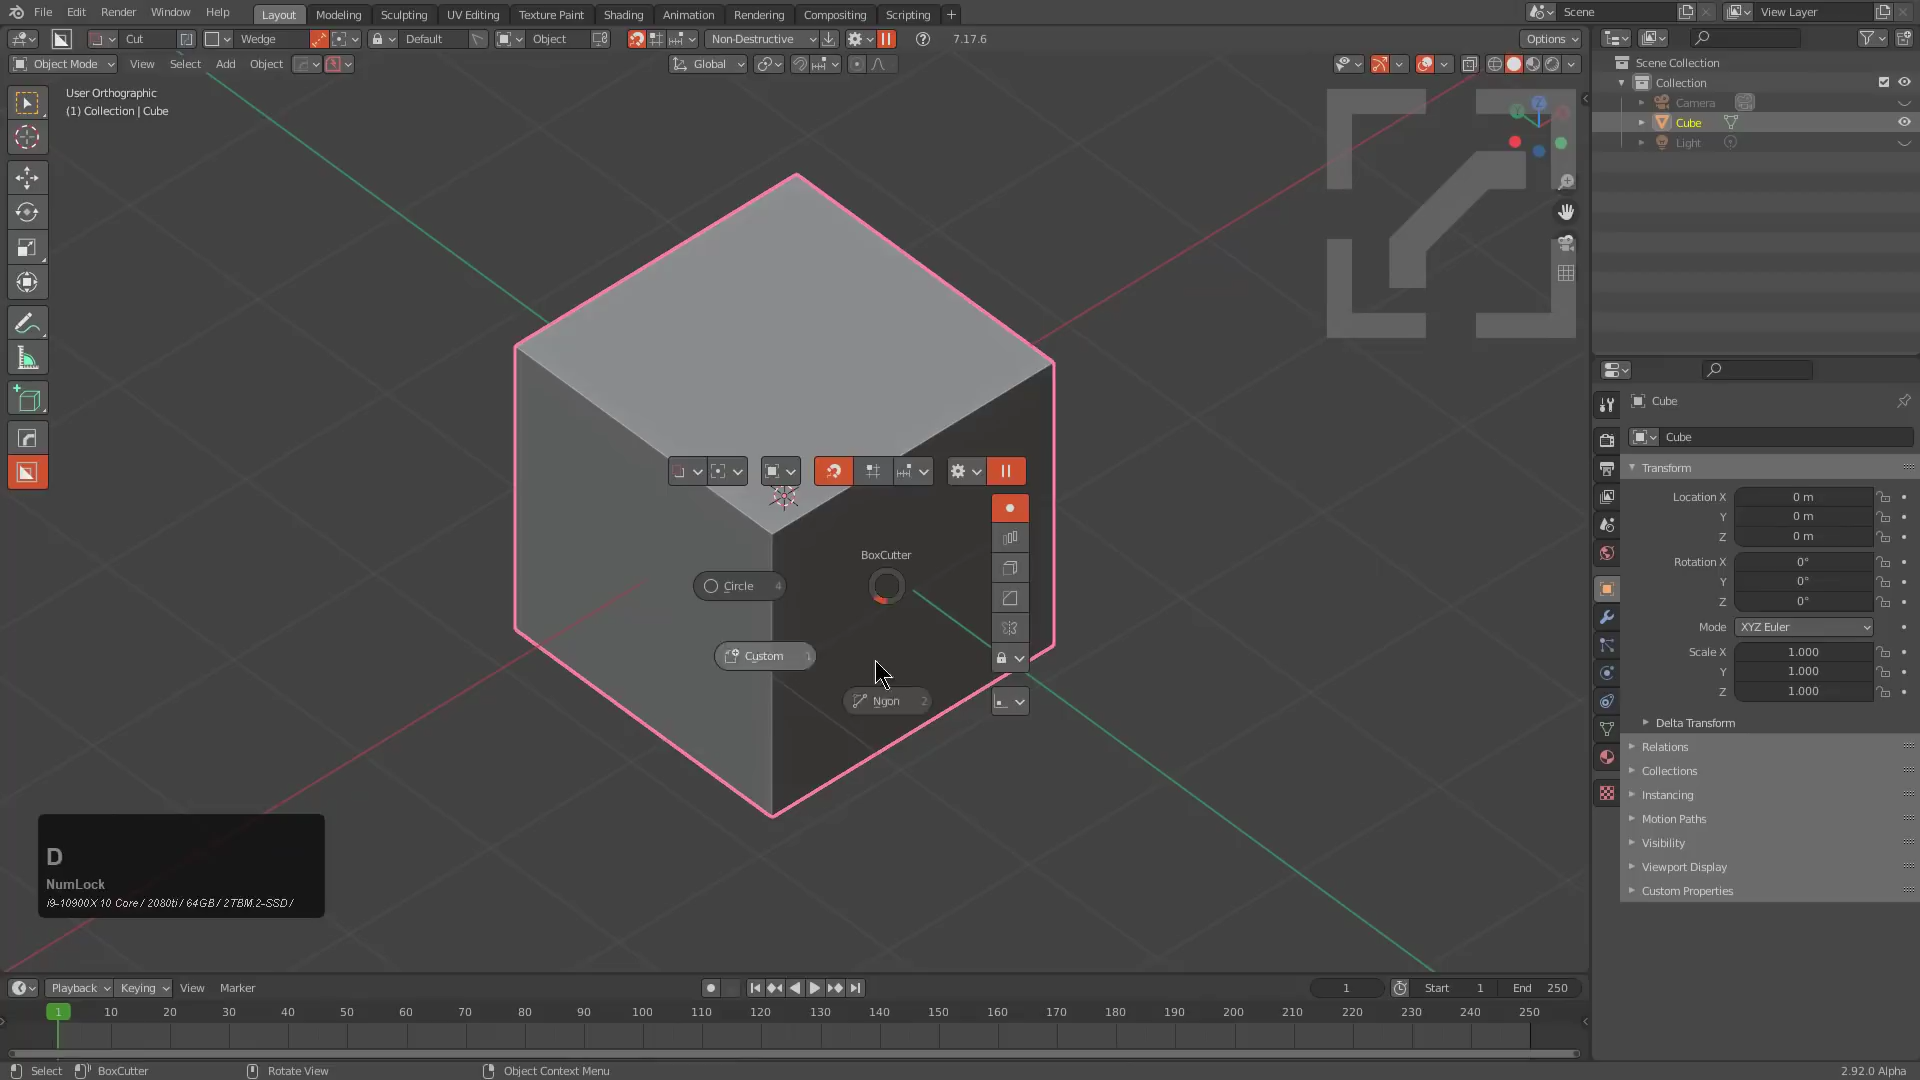 File Edit Render Window Help Layout Modeling Sculpting UV Editing Texture Paint Shading Animation Rendering Compositing Scripting + Scene View Layer
Cut Wedge Default Object Non-Destructive 7.17.6 Options
Object Mode View Select Add Object Global
User Orthographic
(1) Collection | Cube
Scene Collection
Collection
Camera
Cube
Light
Cube
Cube
Transform
Location X 0 m
Y 0 m
Z 0 m
Rotation X 0°
Y 0°
Z 0°
Mode XYZ Euler
Scale X 1.000
Y 1.000
Z 1.000
Delta Transform
Relations
Collections
Instancing
Motion Paths
Visibility
Viewport Display
Custom Properties
BoxCutter
Circle 4
Custom 1
Ngon 2
D
NumLock
i9-10900X 10 Core / 2080ti / 64GB / 2TBM.2-SSD /
Playback Keying View Marker 1 Start 1 End 250
1 10 20 30 40 50 60 70 80 90 100 110 120 130 140 150 160 170 180 190 200 210 220 230 240 250
Select BoxCutter Rotate View Object Context Menu 2.92.0 Alpha